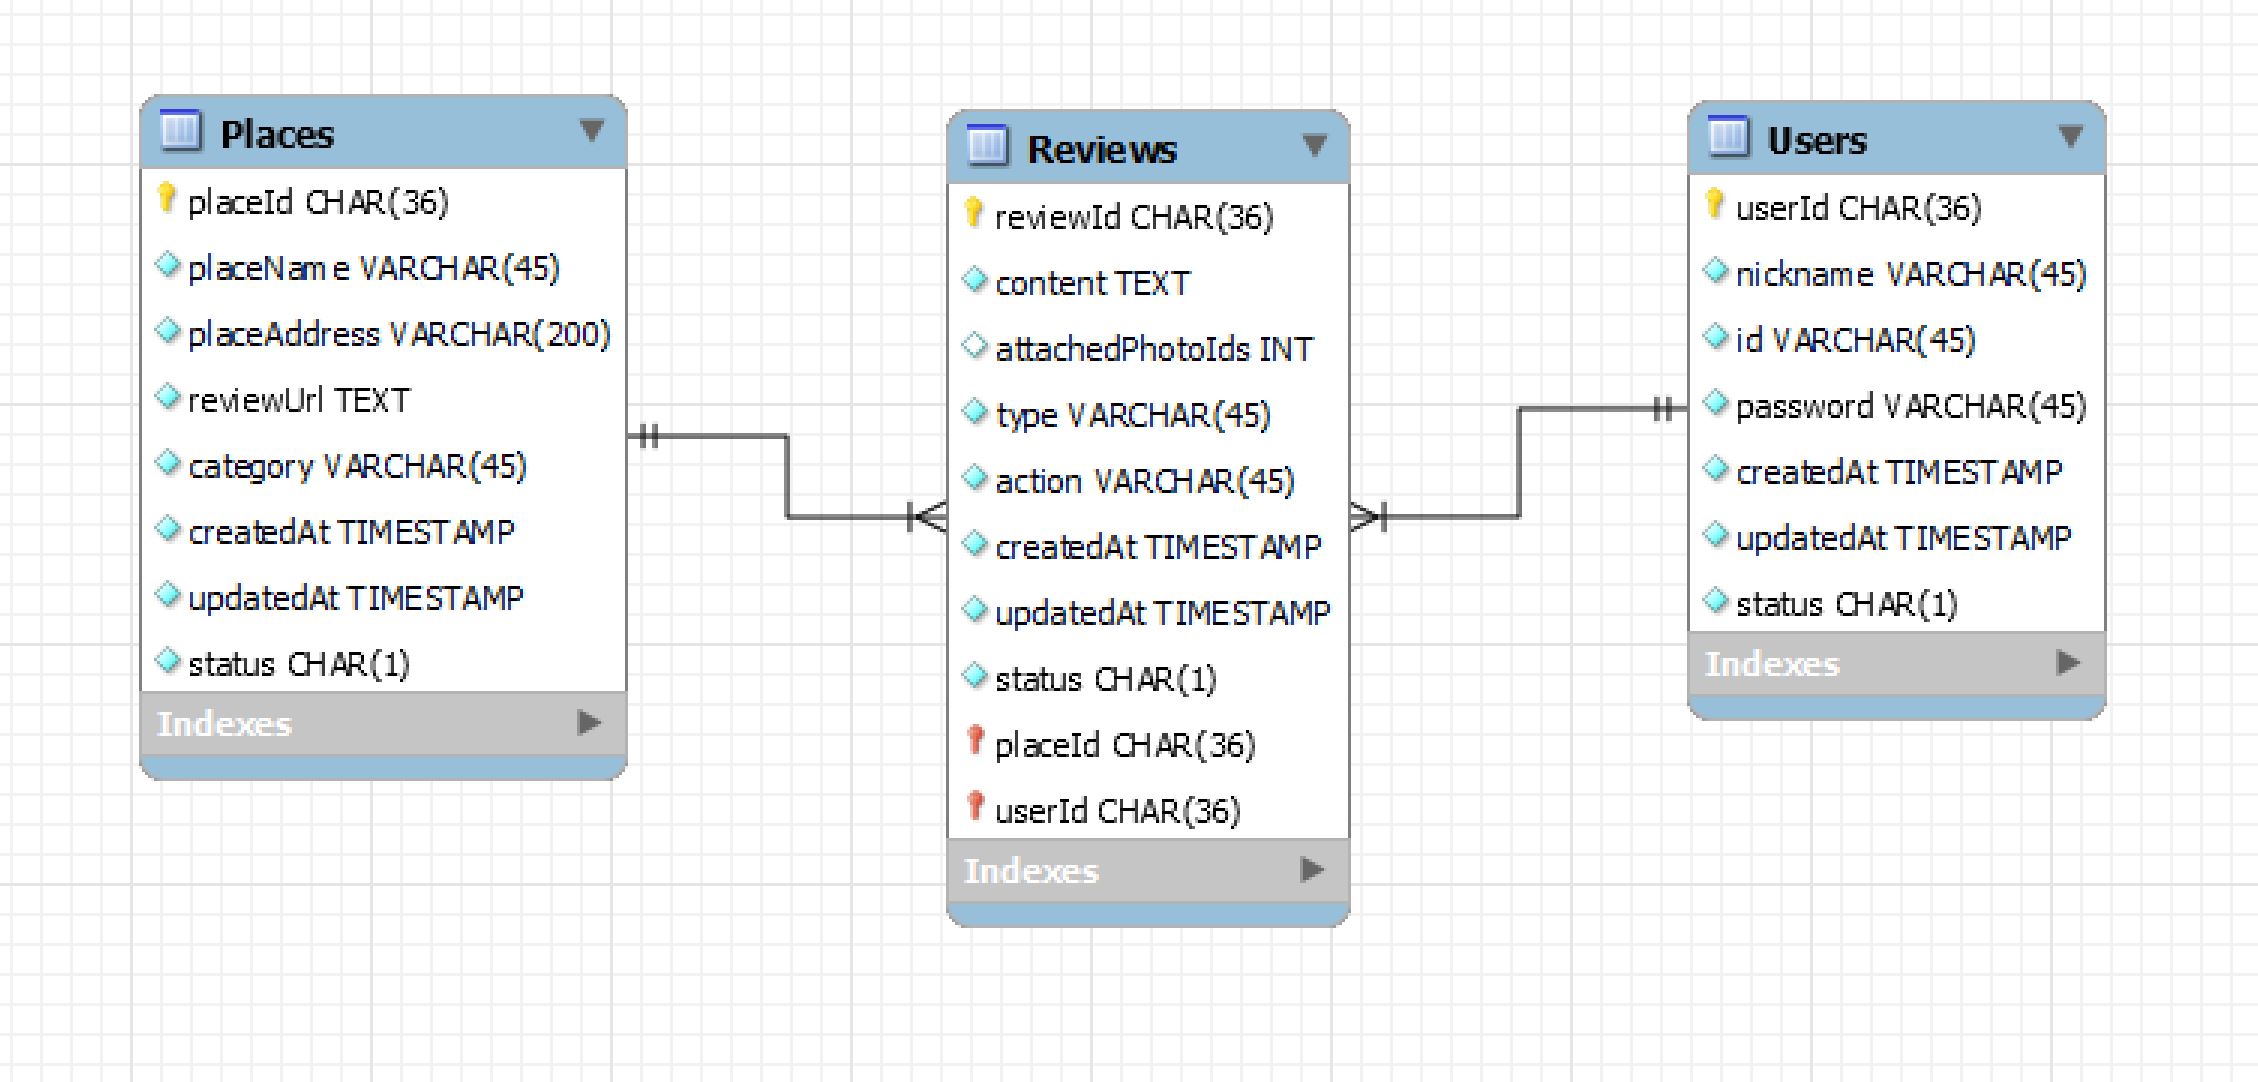 Places
placeId CHAR(36)
placeName VARCHAR(45)
placeAddress VARCHAR(200)
reviewUrl TEXT
category VARCHAR(45)
createdAt TIMESTAMP
updatedAt TIMESTAMP
status CHAR(1)
Indexes
Reviews
reviewId CHAR(36)
content TEXT
attachedPhotoIds INT
type VARCHAR(45)
action VARCHAR(45)
createdAt TIMESTAMP
updatedAt TIMESTAMP
status CHAR(1)
placeId CHAR(36)
userId CHAR(36)
Indexes
Users
userId CHAR(36)
nickname VARCHAR(45)
id VARCHAR(45)
password VARCHAR(45)
createdAt TIMESTAMP
updatedAt TIMESTAMP
status CHAR(1)
Indexes